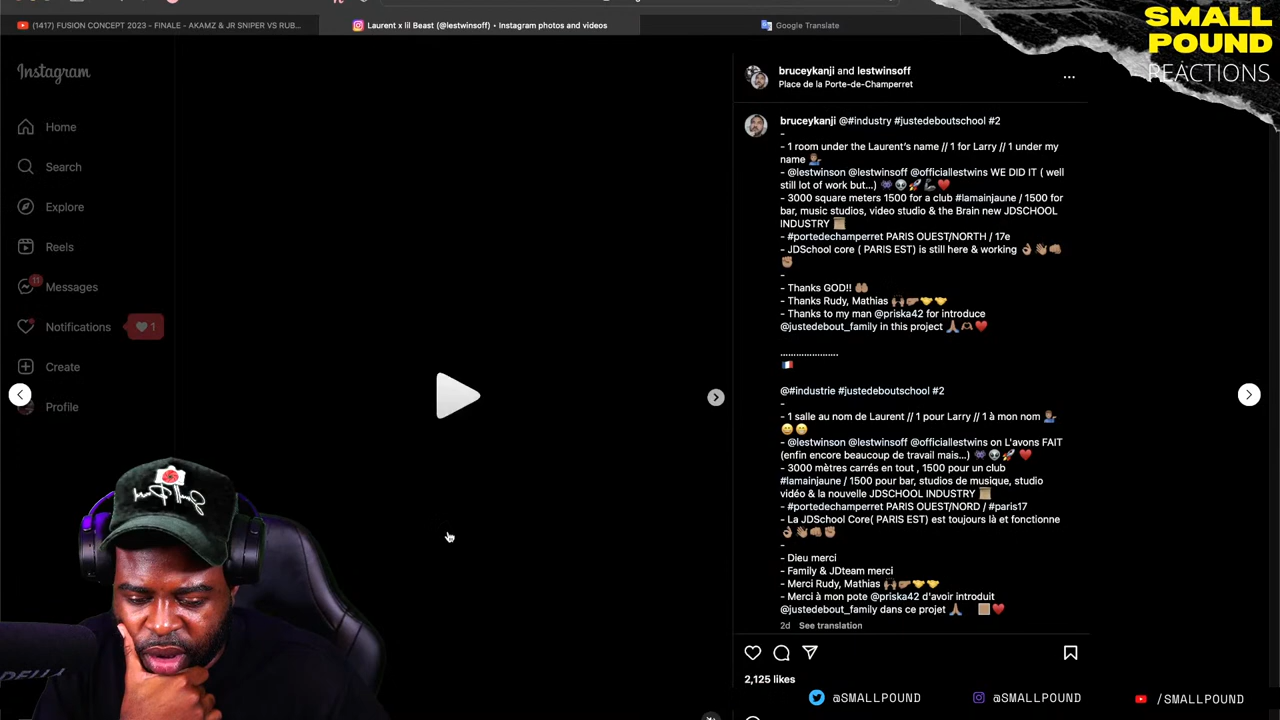 (1417) FUSION CONCEPT 2023 - FINALE - AKAMZ & JR SNIPER VS RUB...
Laurent x lil Beast (@lestwinsoff) • Instagram photos and videos
Google Translate
SMALL
POUND
REACTIONS
Instagram
Home
Search
Explore
Reels
11
Messages
Notifications
1
Create
Profile
bruceykanji and lestwinsoff
Place de la Porte-de-Champerret
bruceykanji @#industry #justedeboutschool #2
-
- 1 room under the Laurent's name // 1 for Larry // 1 under my
name 💁🏽‍♂️
- @lestwinson @lestwinsoff @officiallestwins WE DID IT ( well
still lot of work but...) 👾👽🚀🦾❤️
- 3000 square meters 1500 for a club #lamainjaune / 1500 for
bar, music studios, video studio & the Brain new JDSCHOOL
INDUSTRY
- #portedechamperret PARIS OUEST/NORTH / 17e
- JDSchool core ( PARIS EST) is still here & working 👌🏽👋🏽👊🏽
✊🏽
-
- Thanks GOD!! 🤲🏽
- Thanks Rudy, Mathias 🙌🏽🤛🏽🤝🤝
- Thanks to my man @priska42 for introduce
@justedebout_family in this project 🙏🏽🫶🏽❤️
.....................
🇫🇷
@#industrie #justedeboutschool #2
-
- 1 salle au nom de Laurent // 1 pour Larry // 1 à mon nom 💁🏽‍♂️
😄😁
- @lestwinson @lestwinsoff @officiallestwins on L'avons FAIT
(enfin encore beaucoup de travail mais...) 👾👽🚀 ❤️
- 3000 mètres carrés en tout , 1500 pour un club
#lamainjaune / 1500 pour bar, studios de musique, studio
vidéo & la nouvelle JDSCHOOL INDUSTRY
- #portedechamperret PARIS OUEST/NORD / #paris17
- La JDSchool Core( PARIS EST) est toujours là et fonctionne
👌🏽👋🏽👊🏽✊🏽
-
- Dieu merci
- Family & JDteam merci
- Merci Rudy, Mathias 🙌🏽🤛🏽🤝🤝
- Merci à mon pote @priska42 d'avoir introduit
@justedebout_family dans ce projet 🙏🏽 ❤️
2d See translation
2,125 likes
@SMALLPOUND
@SMALLPOUND
/SMALLPOUND